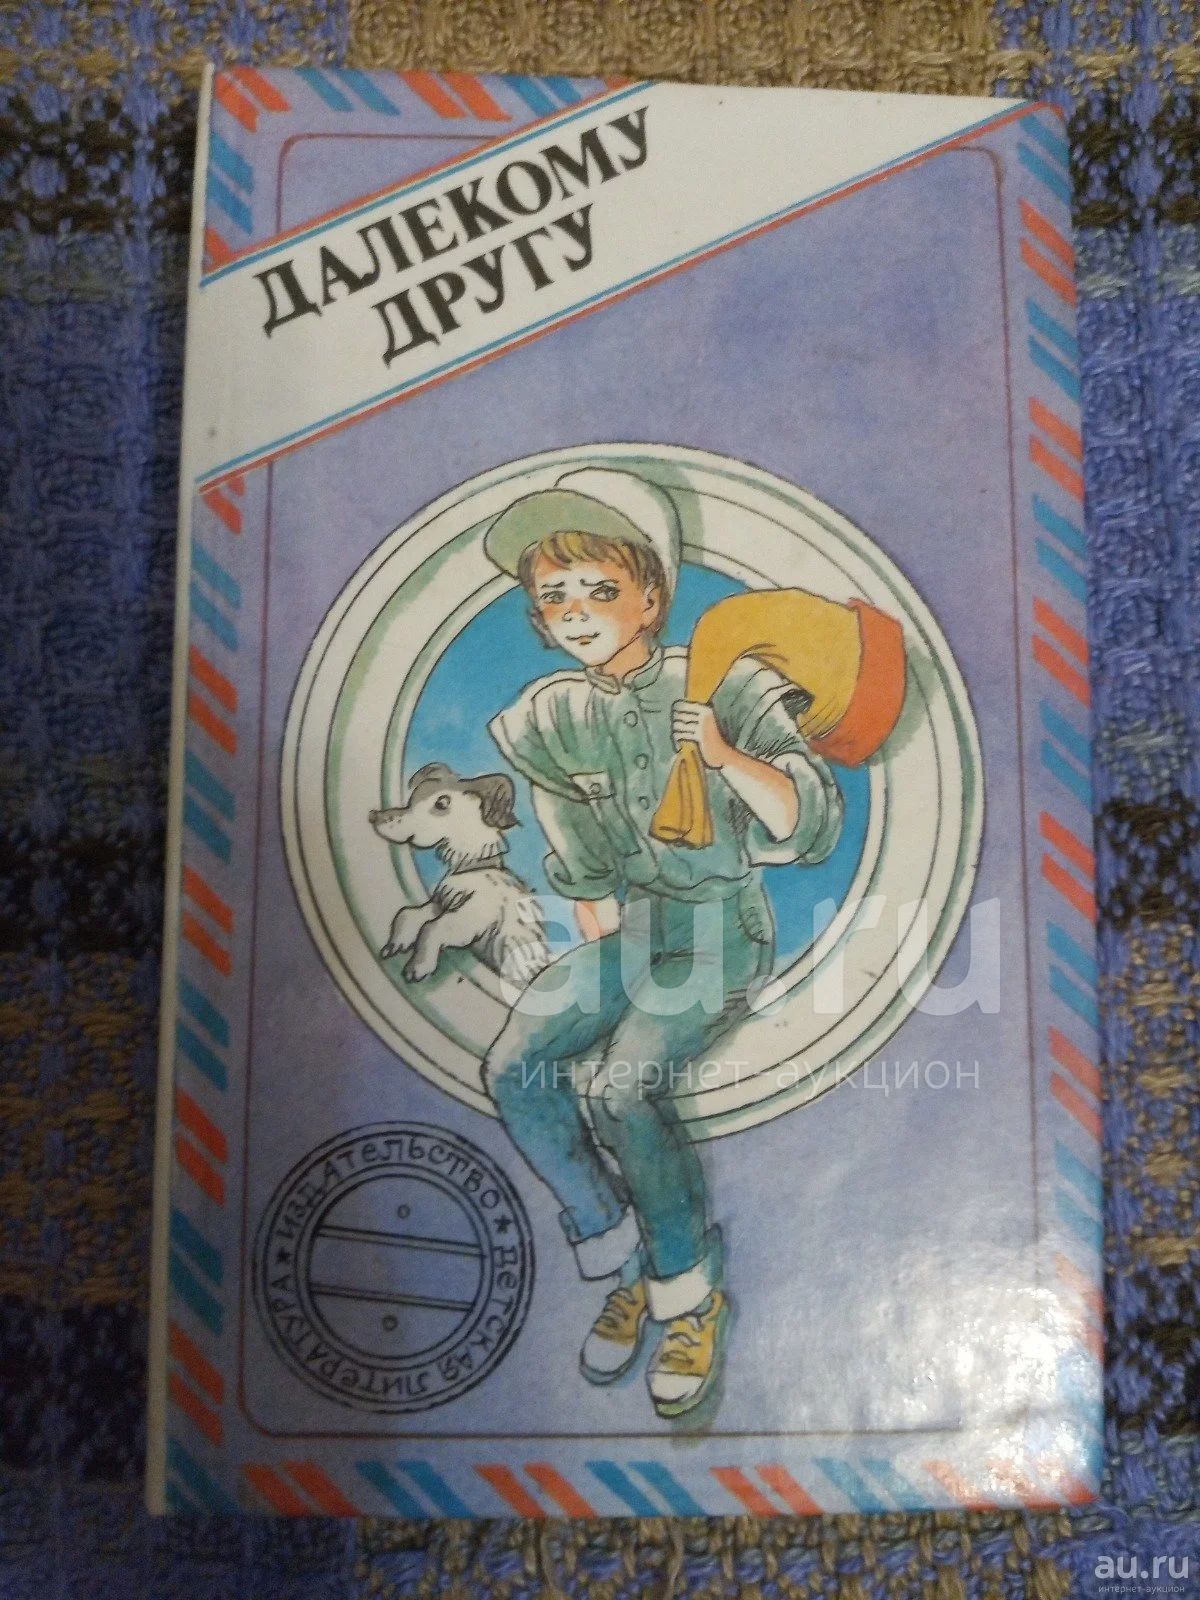 ДАЛЕКОМУ
ДРУГУ
au.ru
интернет-аукцион
ИЗДАТЕЛЬСТВО ★ ДЕТСКАЯ ЛИТЕРАТУРА ★
au.ru
интернет-аукцион